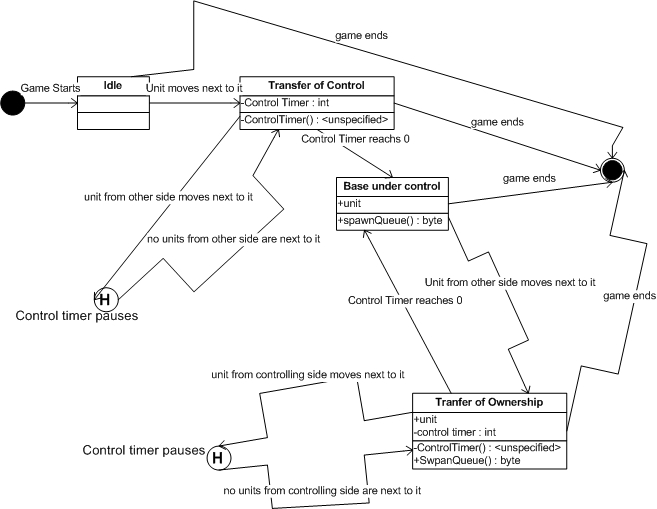 game ends
Game Starts
Idle
Unit moves next to it
Transfer of Control
-Control Timer : int
-ControlTimer() : <unspecified>
game ends
Control Timer reachs 0
Base under control
+unit
+spawnQueue() : byte
game ends
unit from other side moves next to it
no units from other side are next to it
H
Control timer pauses
Unit from other side moves next to it
Control Timer reaches 0
game ends
unit from controlling side moves next to it
Tranfer of Ownership
+unit
-control timer : int
-ControlTimer() : <unspecified>
+SwpanQueue() : byte
Control timer pauses
H
no units from controlling side are next to it